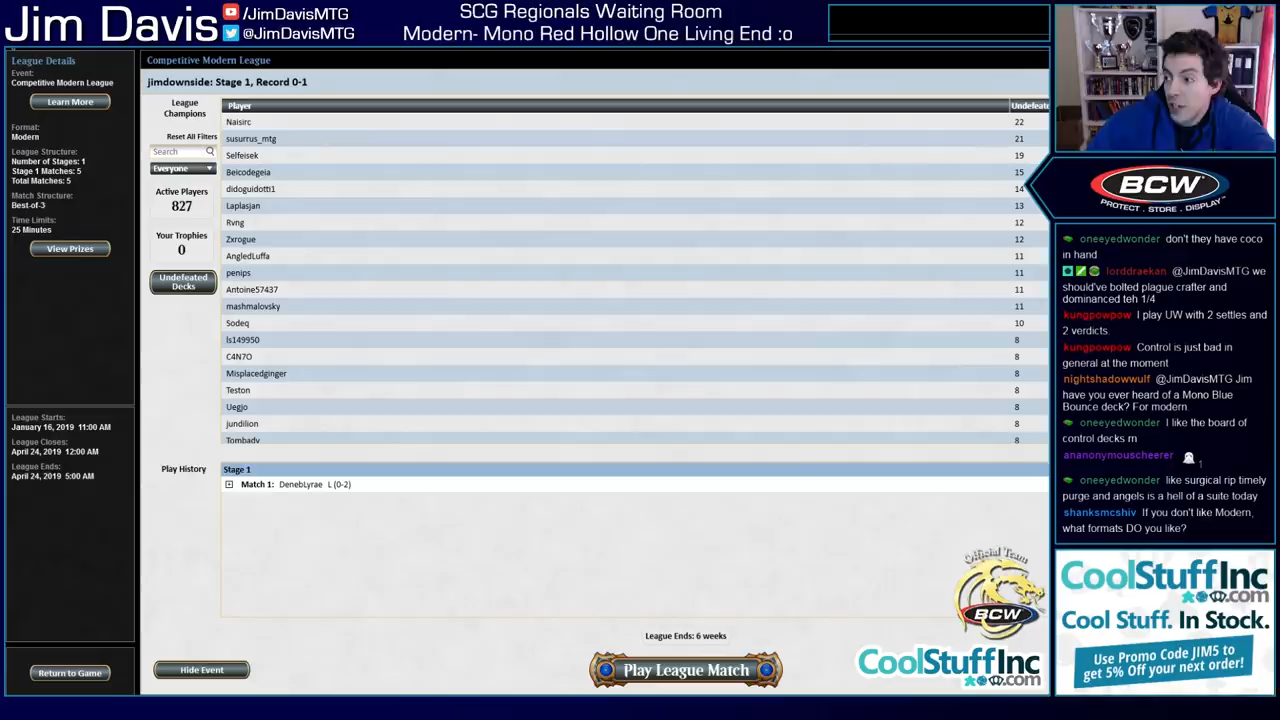 Jim Davis
/JimDavisMTG
@JimDavisMTG
SCG Regionals Waiting Room
Modern- Mono Red Hollow One Living End :o
League Details
Event:
Competitive Modern League
Learn More
Format:
Modern
League Structure:
Number of Stages: 1
Stage 1 Matches: 5
Total Matches: 5
Match Structure:
Best-of-3
Time Limits:
25 Minutes
View Prizes
League Starts:
January 16, 2019 11:00 AM
League Closes:
April 24, 2019 12:00 AM
League Ends:
April 24, 2019 5:00 AM
Return to Game
Competitive Modern League
jimdownside: Stage 1, Record 0-1
League
Champions
Reset All Filters
Search
Everyone
Active Players
827
Your Trophies
0
Undefeated
Decks
Player Undefeate
Naisirc 22
susurrus_mtg 21
Selfeisek 19
Beicodegeia 15
didoguidotti1 14
Laplasjan 13
Rvng 12
Zxrogue 12
AngledLuffa 11
penips 11
Antoine57437 11
mashmalovsky 11
Sodeq 10
ls149950 8
C4N7O 8
Misplacedginger 8
Teston 8
Uegjo 8
jundilion 8
Tombady 8
Play History
Stage 1
Match 1: DenebLyrae L (0-2)
League Ends: 6 weeks
Hide Event
Play League Match
Official Team
BCW
CoolStuffInc
.com
BCW
PROTECT . STORE . DISPLAY
oneeyedwonder don't they have coco
in hand
lorddraekan @JimDavisMTG we
should've bolted plague crafter and
dominanced teh 1/4
kungpowpow I play UW with 2 settles and
2 verdicts
kungpowpow Control is just bad in
general at the moment
nightshadowwulf @JimDavisMTG Jim
have you ever heard of a Mono Blue
Bounce deck? For modern
oneeyedwonder I like the board of
control decks rn
ananonymouscheerer 1
oneeyedwonder like surgical rip timely
purge and angels is a hell of a suite today
shanksmcshiv If you don't like Modern,
what formats DO you like?
CoolStuffInc
.com
Cool Stuff. In Stock.
Use Promo Code JIM5 to
get 5% Off your next order!